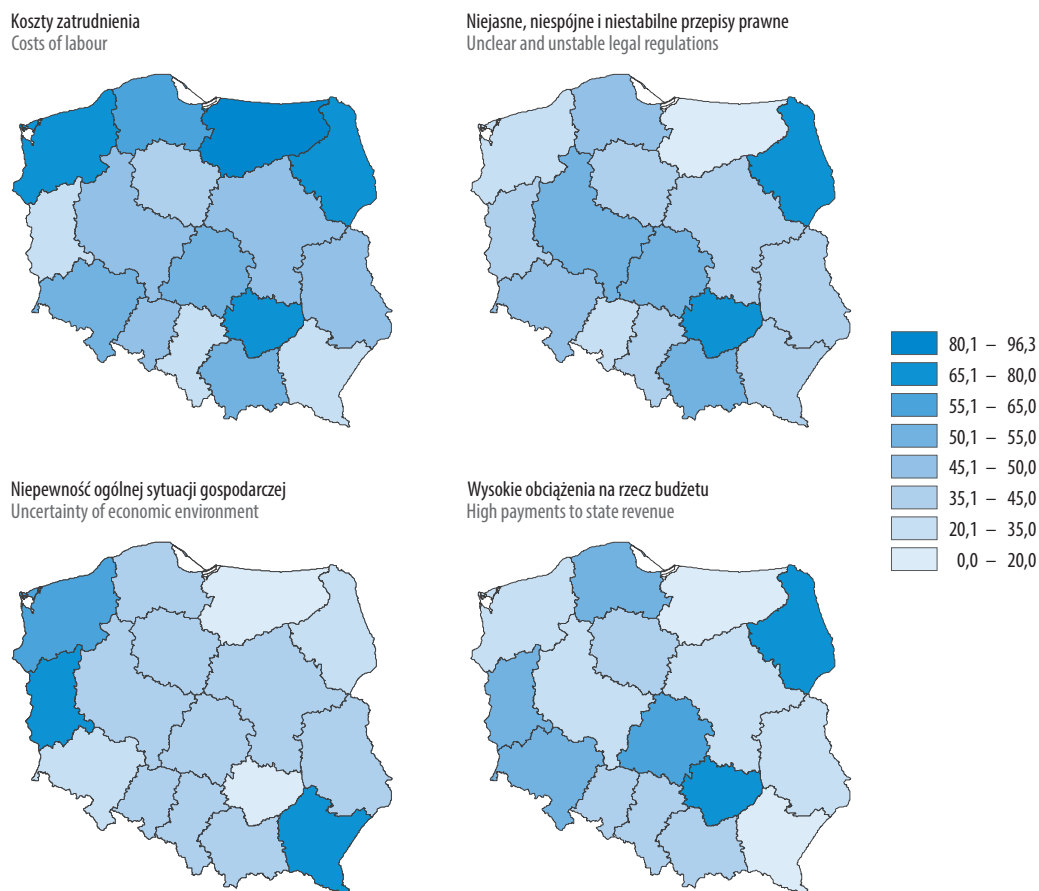 Koszty zatrudnienia
Costs of labour
Niejasne, niespójne i niestabilne przepisy prawne
Unclear and unstable legal regulations
80,1 – 96,3
65,1 – 80,0
55,1 – 65,0
50,1 – 55,0
45,1 – 50,0
35,1 – 45,0
20,1 – 35,0
0,0 – 20,0
Niepewność ogólnej sytuacji gospodarczej
Uncertainty of economic environment
Wysokie obciążenia na rzecz budżetu
High payments to state revenue